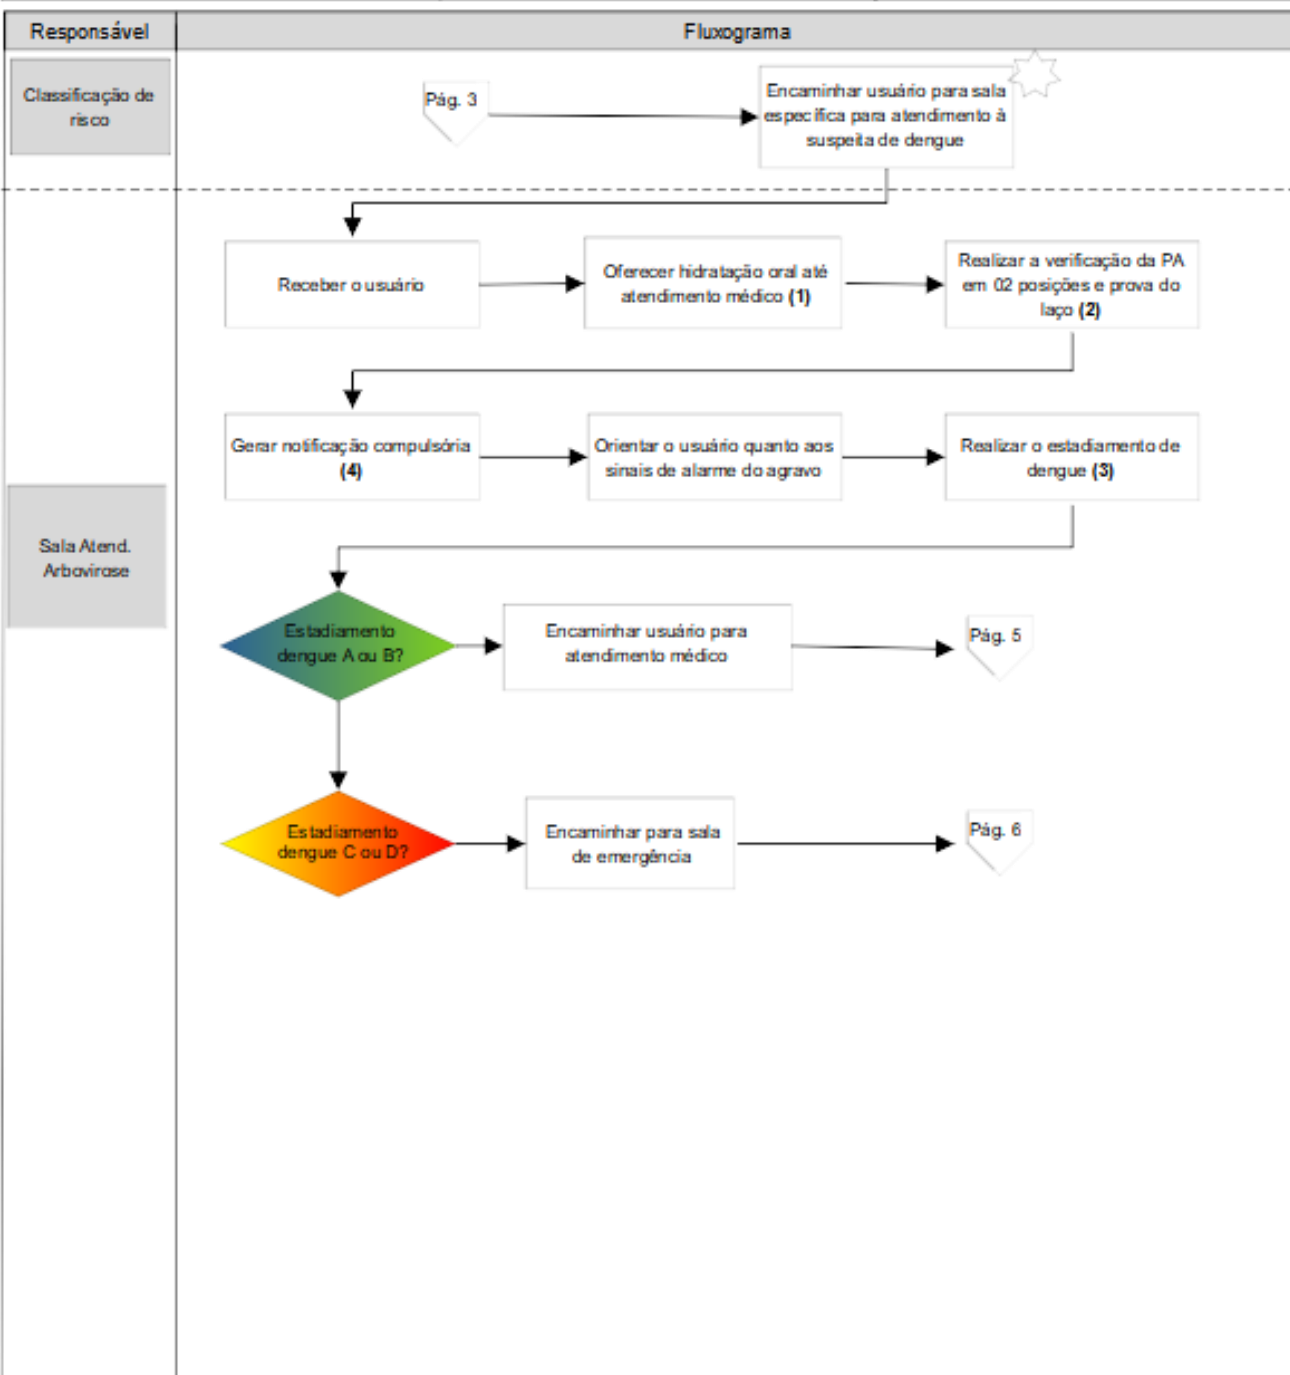 Responsável
Fluxograma
Classificação de
risco
Pág. 3
Encaminhar usuário para sala
específica para atendimento à
suspeita de dengue
Receber o usuário
Oferecer hidratação oral até
atendimento médico (1)
Realizar a verificação da PA
em 02 posições e prova do
laço (2)
Gerar notificação compulsória
(4)
Orientar o usuário quanto aos
sinais de alarme do agravo
Realizar o estadiamento de
dengue (3)
Sala Atend.
Arbovirose
Estadiamento
dengue A ou B?
Encaminhar usuário para
atendimento médico
Pág. 5
Estadiamento
dengue C ou D?
Encaminhar para sala
de emergência
Pág. 6